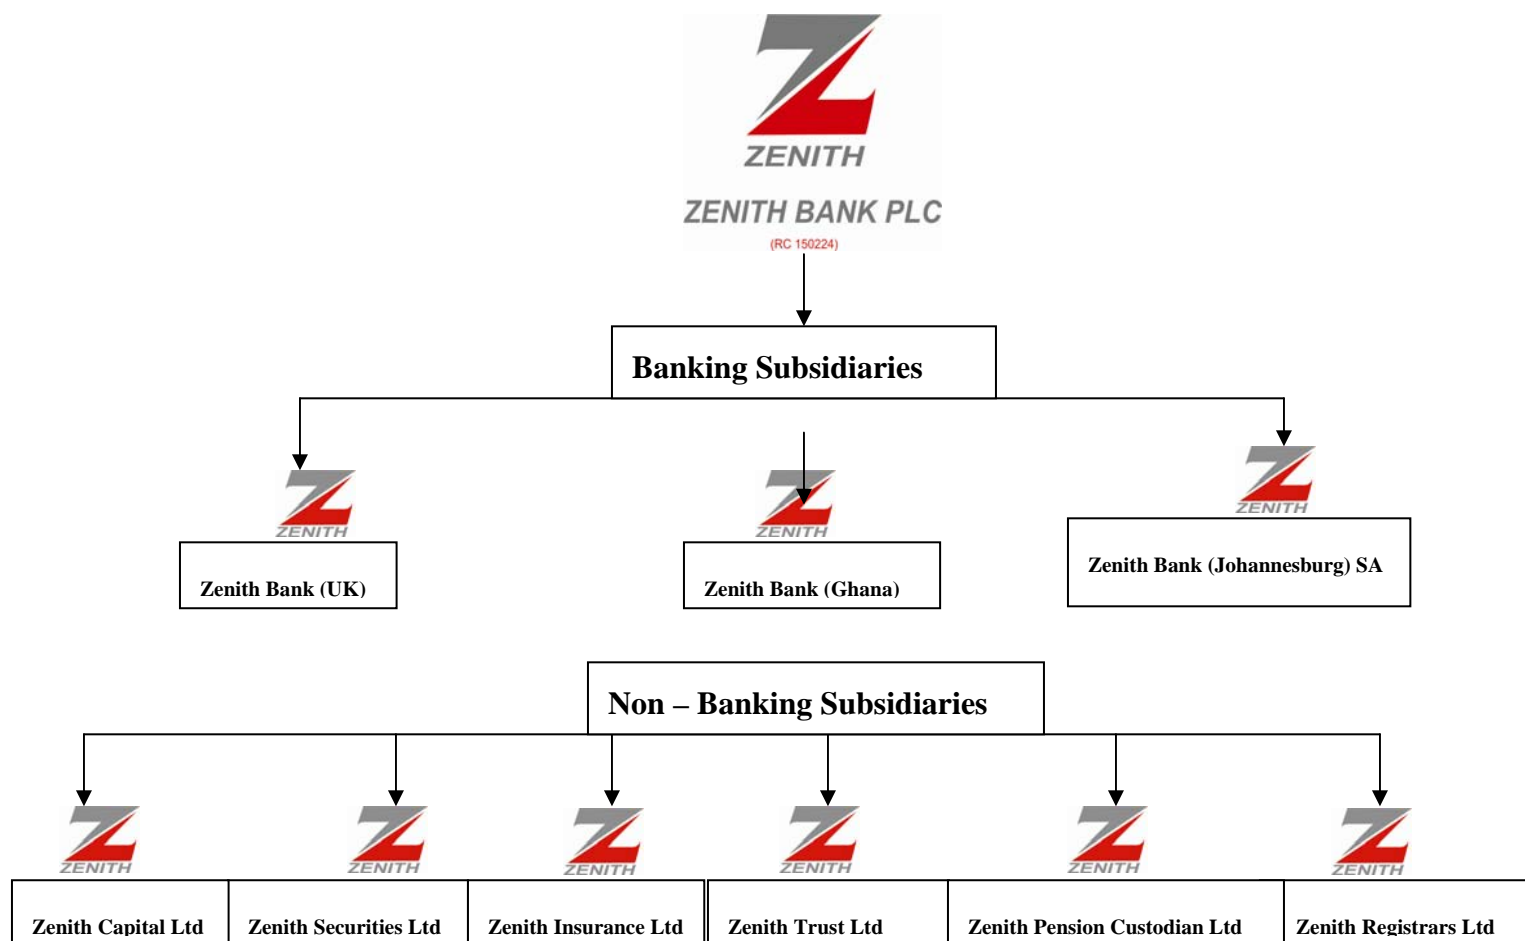 ZENITH
ZENITH BANK PLC
(RC 150224)
Banking Subsidiaries
ZENITH
ZENITH
ZENITH
Zenith Bank (UK)
Zenith Bank (Ghana)
Zenith Bank (Johannesburg) SA
Non – Banking Subsidiaries
ZENITH
ZENITH
ZENITH
ZENITH
ZENITH
ZENITH
Zenith Capital Ltd
Zenith Securities Ltd
Zenith Insurance Ltd
Zenith Trust Ltd
Zenith Pension Custodian Ltd
Zenith Registrars Ltd